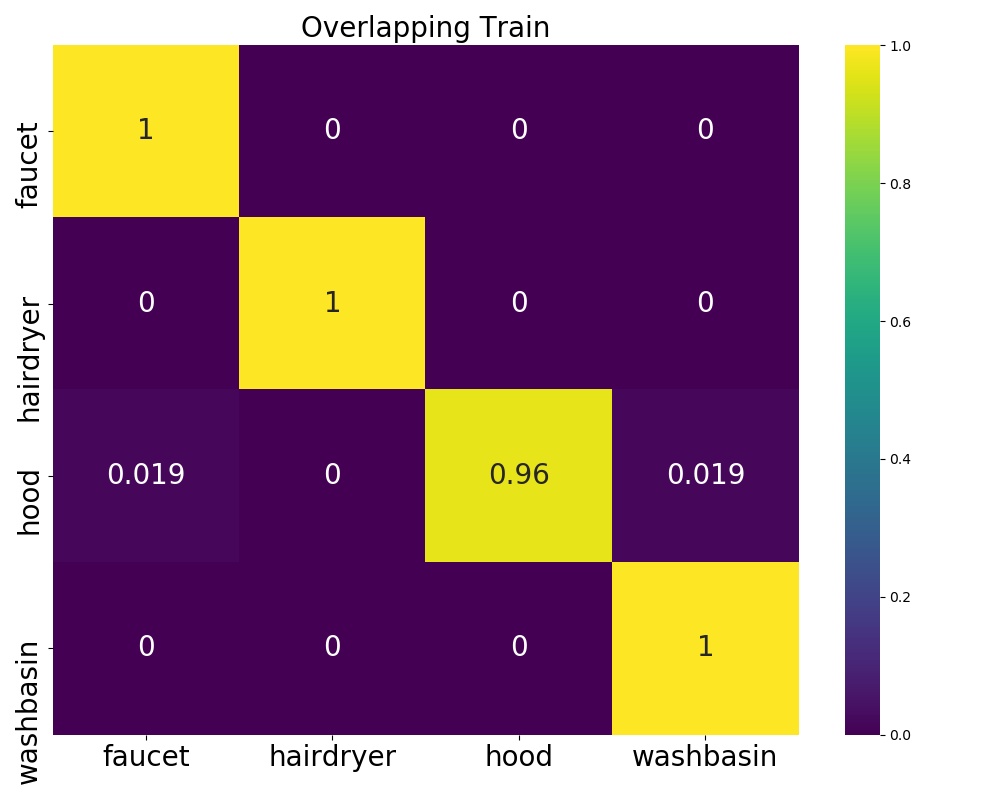 Overlapping Train
faucet 1 0 0 0
hairdryer 0 1 0 0
hood 0.019 0 0.96 0.019
washbasin 0 0 0 1
faucet hairdryer hood washbasin
1.0
0.8
0.6
0.4
0.2
0.0